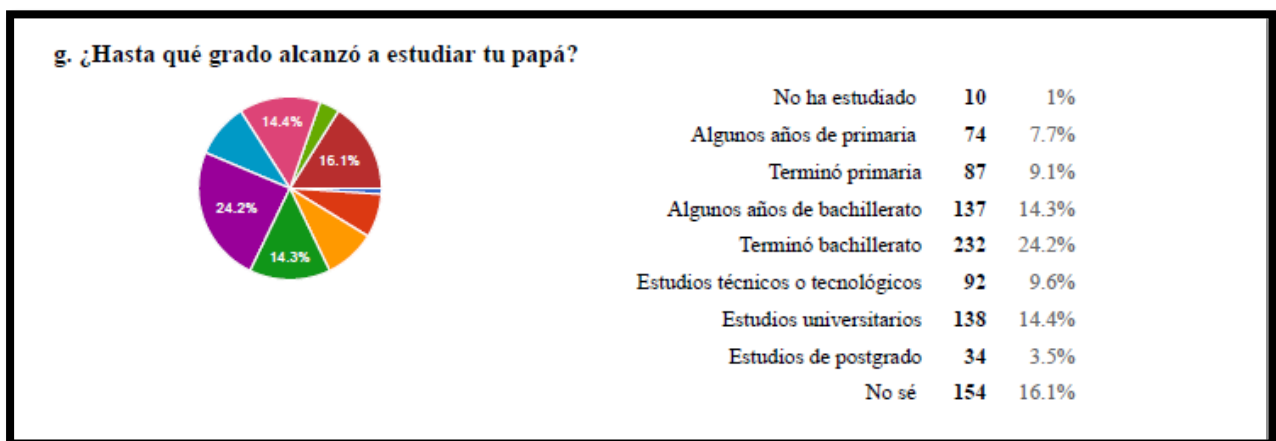 g. ¿Hasta qué grado alcanzó a estudiar tu papá?
14.4%
16.1%
24.2%
14.3%
No ha estudiado 10 1%
Algunos años de primaria 74 7.7%
Terminó primaria 87 9.1%
Algunos años de bachillerato 137 14.3%
Terminó bachillerato 232 24.2%
Estudios técnicos o tecnológicos 92 9.6%
Estudios universitarios 138 14.4%
Estudios de postgrado 34 3.5%
No sé 154 16.1%